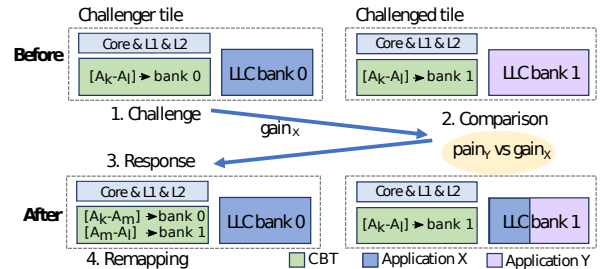 Challenger tile
Challenged tile
Before
Core & L1 & L2
[Ak-Al] → bank 0
LLC bank 0
Core & L1 & L2
[Ak-Al] → bank 1
LLC bank 1
1. Challenge
gainX
2. Comparison
painY vs gainX
3. Response
After
Core & L1 & L2
[Ak-Am] → bank 0
[Am-Al] → bank 1
LLC bank 0
Core & L1 & L2
[Ak-Al] → bank 1
LLC bank 1
4. Remapping
CBT
Application X
Application Y